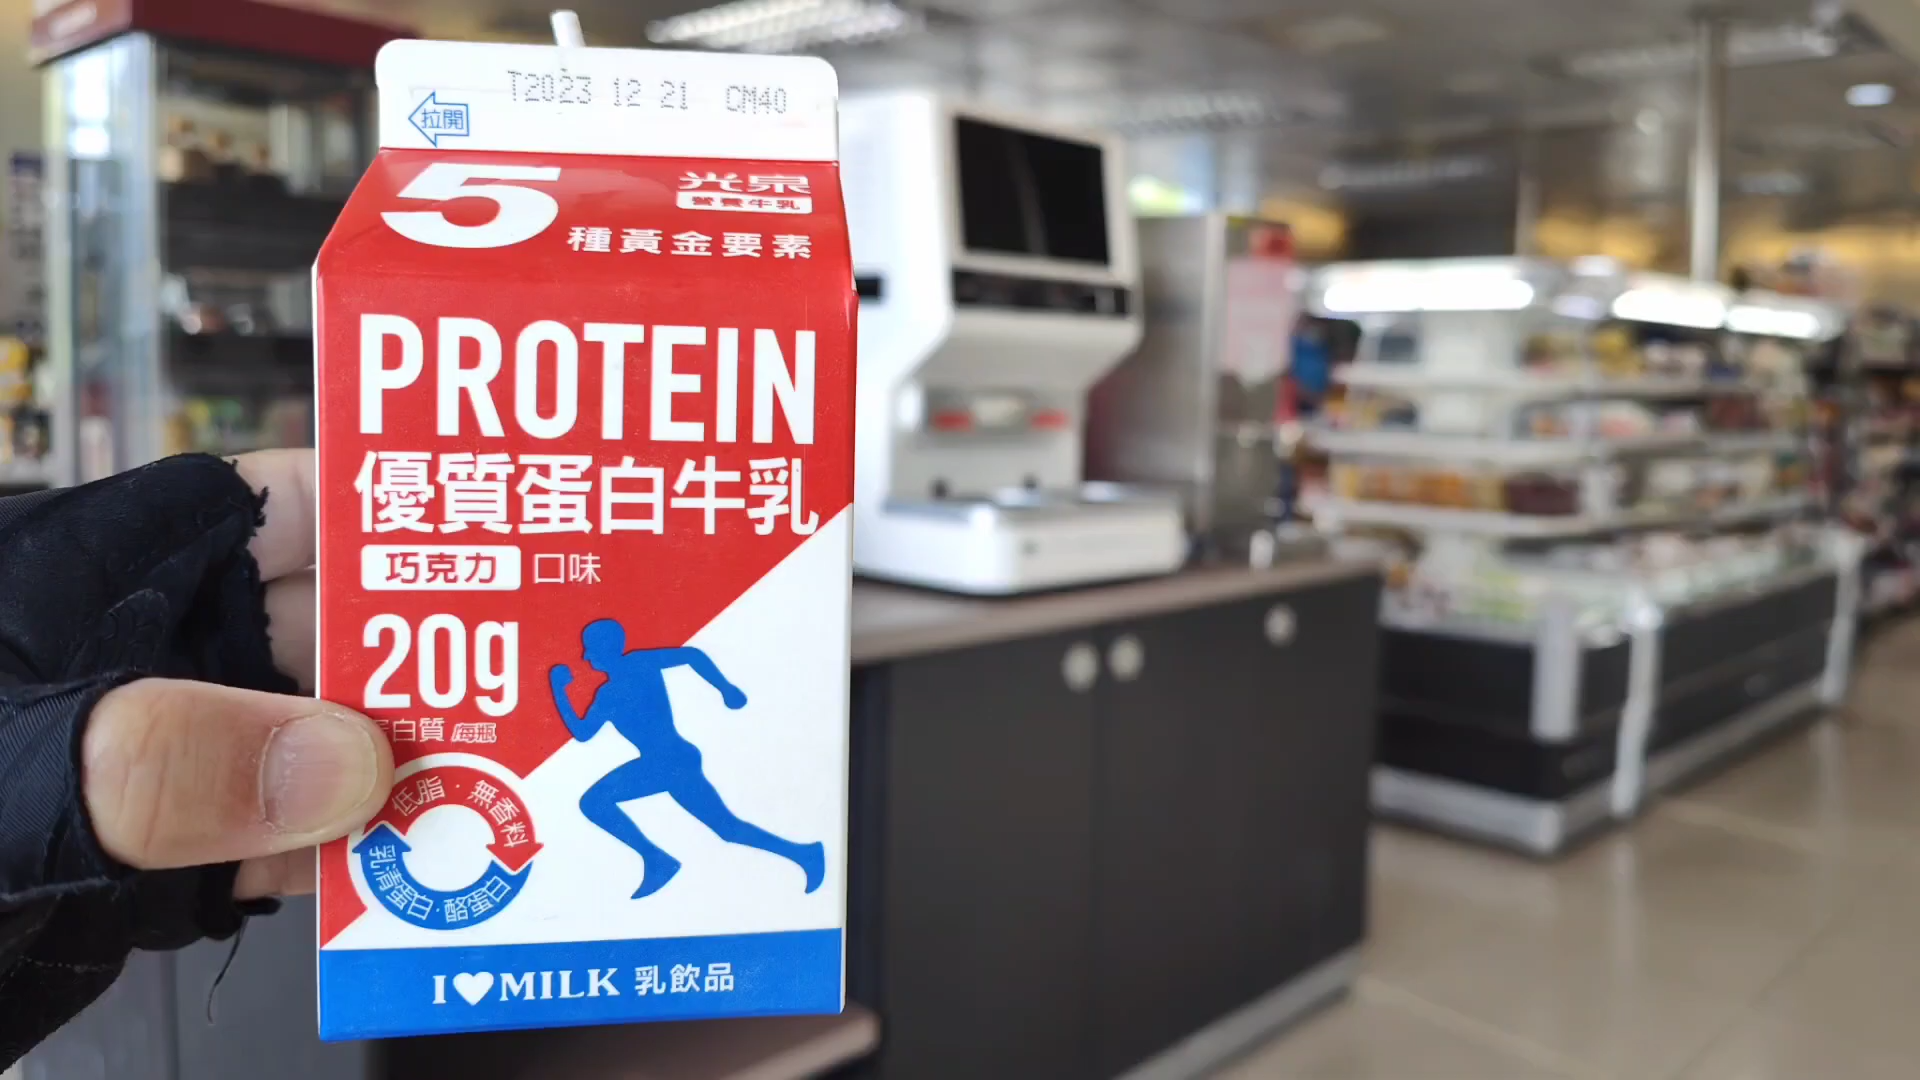 T2023 12 21 CM40
拉開
光泉
營養牛乳
5種黃金要素
PROTEIN
優質蛋白牛乳
巧克力 口味
20g
白質/每瓶
低脂・無香料
乳清蛋白・酪蛋白
I♥MILK 乳飲品